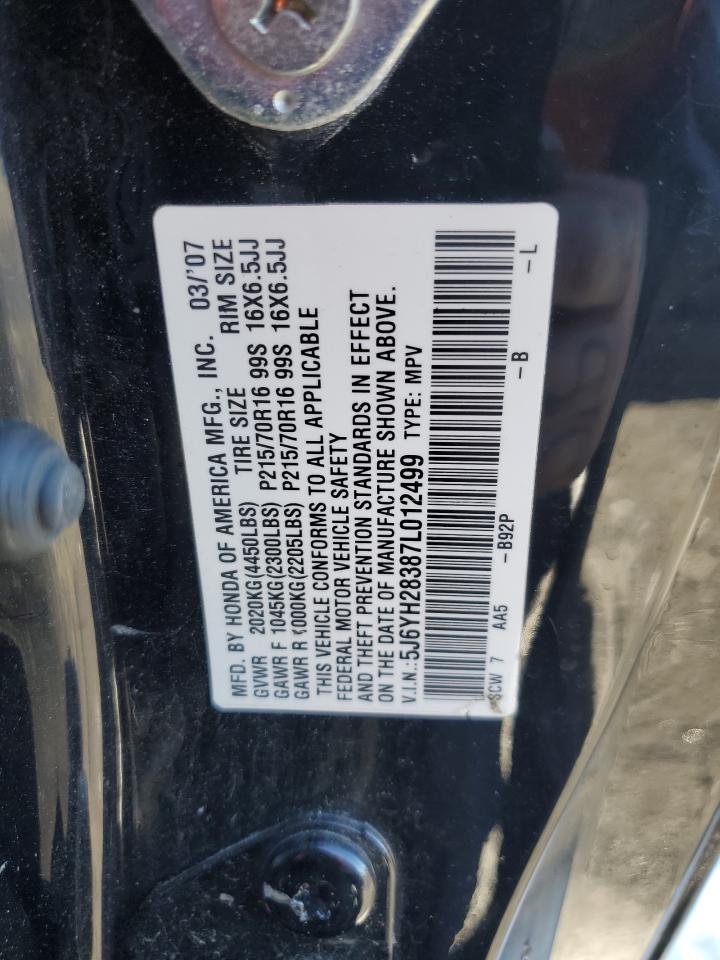 MFD. BY HONDA OF AMERICA MFG., INC. 03/'07
GVWR 2020KG(4450LBS) TIRE SIZE RIM SIZE
GAWR F 1045KG(2300LBS) P215/70R16 99S 16X6.5JJ
GAWR R 1000KG(2205LBS) P215/70R16 99S 16X6.5JJ
THIS VEHICLE CONFORMS TO ALL APPLICABLE
FEDERAL MOTOR VEHICLE SAFETY
AND THEFT PREVENTION STANDARDS IN EFFECT
ON THE DATE OF MANUFACTURE SHOWN ABOVE.
V.I.N.:5J6YH28387L012499 TYPE: MPV
SCW 7 AA5 –B92P –B –L